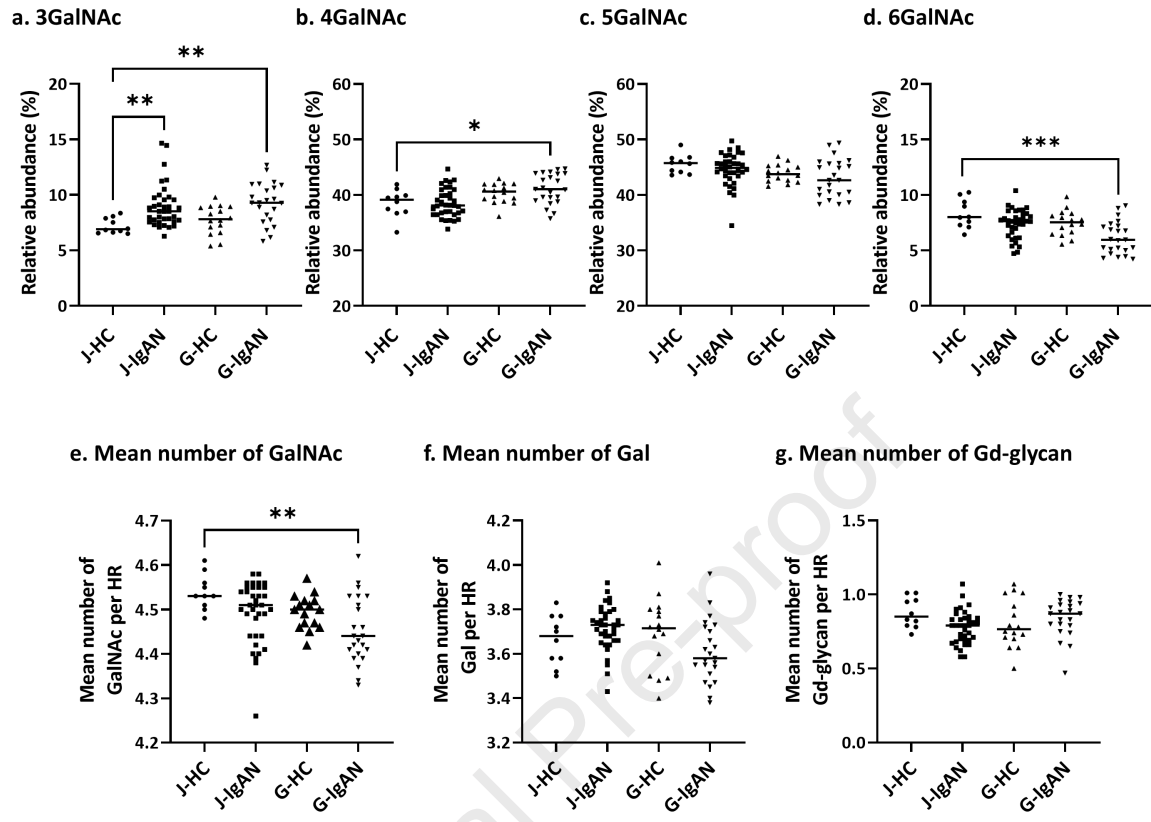 a. 3GalNAc
b. 4GalNAc
c. 5GalNAc
d. 6GalNAc
**
**
Relative abundance (%)
20
15
10
5
0
J-HC
J-IgAN
G-HC
G-IgAN
*
Relative abundance (%)
60
50
40
30
20
J-HC
J-IgAN
G-HC
G-IgAN
Relative abundance (%)
60
50
40
30
20
J-HC
J-IgAN
G-HC
G-IgAN
***
Relative abundance (%)
20
15
10
5
0
J-HC
J-IgAN
G-HC
G-IgAN
e. Mean number of GalNAc
f. Mean number of Gal
g. Mean number of Gd-glycan
**
Mean number of
GalNAc per HR
4.7
4.6
4.5
4.4
4.3
4.2
J-HC
J-IgAN
G-HC
G-IgAN
Mean number of
Gal per HR
4.2
4.0
3.8
3.6
3.4
3.2
J-HC
J-IgAN
G-HC
G-IgAN
Mean number of
Gd-glycan per HR
1.5
1.0
0.5
0.0
J-HC
J-IgAN
G-HC
G-IgAN
al Pre-proof